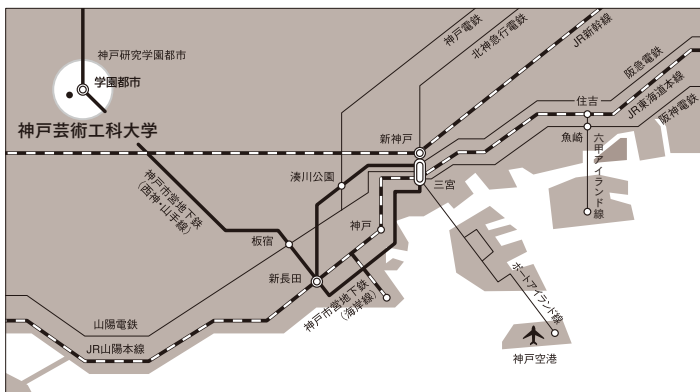 神戸研究学園都市
学園都市
神戸芸術工科大学
神戸電鉄
北神急行電鉄
JR新幹線
阪急電鉄
JR東海道本線
阪神電鉄
住吉
魚崎
六甲アイランド線
新神戸
三宮
湊川公園
神戸市営地下鉄
(西神・山手線)
神戸
板宿
新長田
神戸市営地下鉄
(海岸線)
ポートアイランド線
山陽電鉄
JR山陽本線
神戸空港